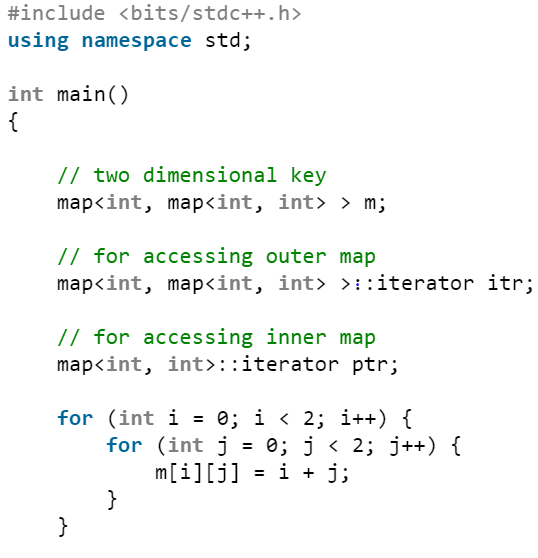 #include <bits/stdc++.h>
using namespace std;
int main()
{
// two dimensional key
map<int, map<int, int> > m;
// for accessing outer map
map<int, map<int, int> >::iterator itr;
// for accessing inner map
map<int, int>::iterator ptr;
for (int i = 0; i < 2; i++) {
for (int j = 0; j < 2; j++) {
m[i][j] = i + j;
}
}